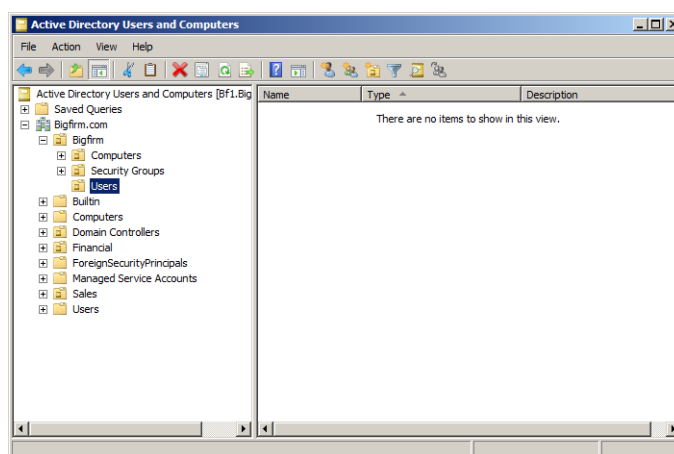 Active Directory Users and Computers
File Action View Help
Active Directory Users and Computers [Bf1.Big
Name Type Description
There are no items to show in this view.
Saved Queries
Bigfirm.com
Bigfirm
Computers
Security Groups
Users
Builtin
Computers
Domain Controllers
Financial
ForeignSecurityPrincipals
Managed Service Accounts
Sales
Users